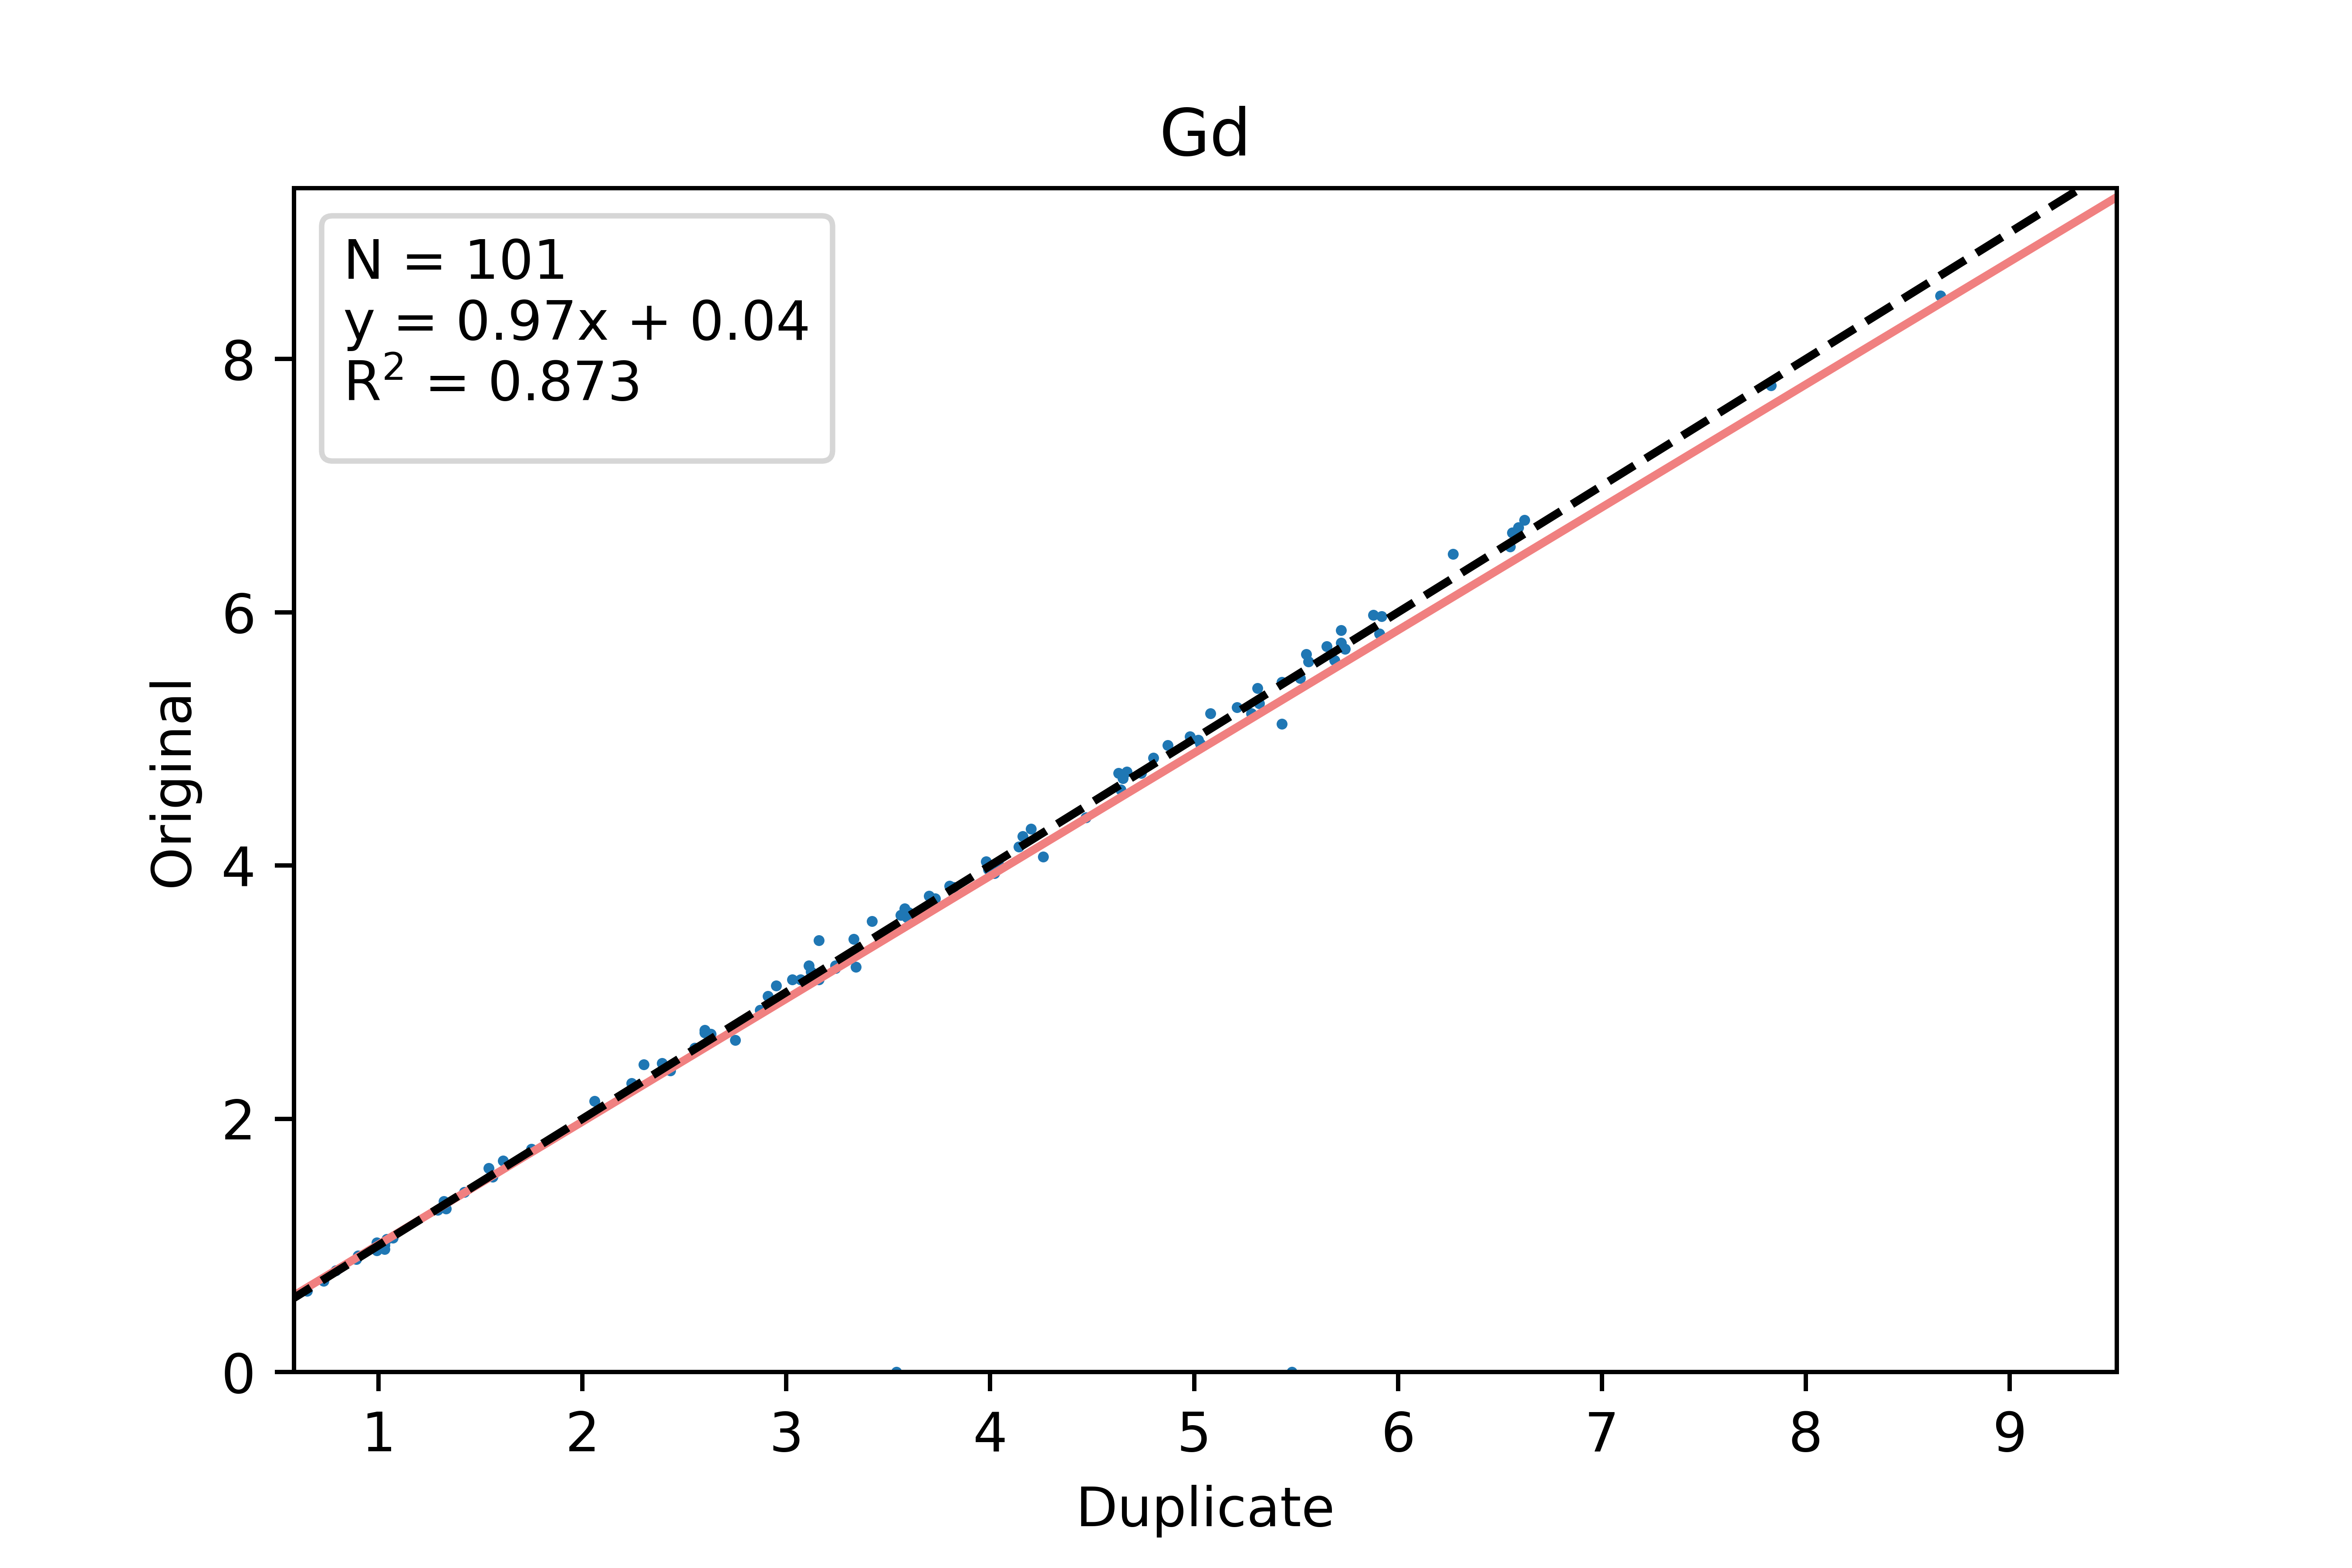 Gd
N = 101
y = 0.97x + 0.04
R² = 0.873
8
6
4
2
0
Original
1 2 3 4 5 6 7 8 9
Duplicate